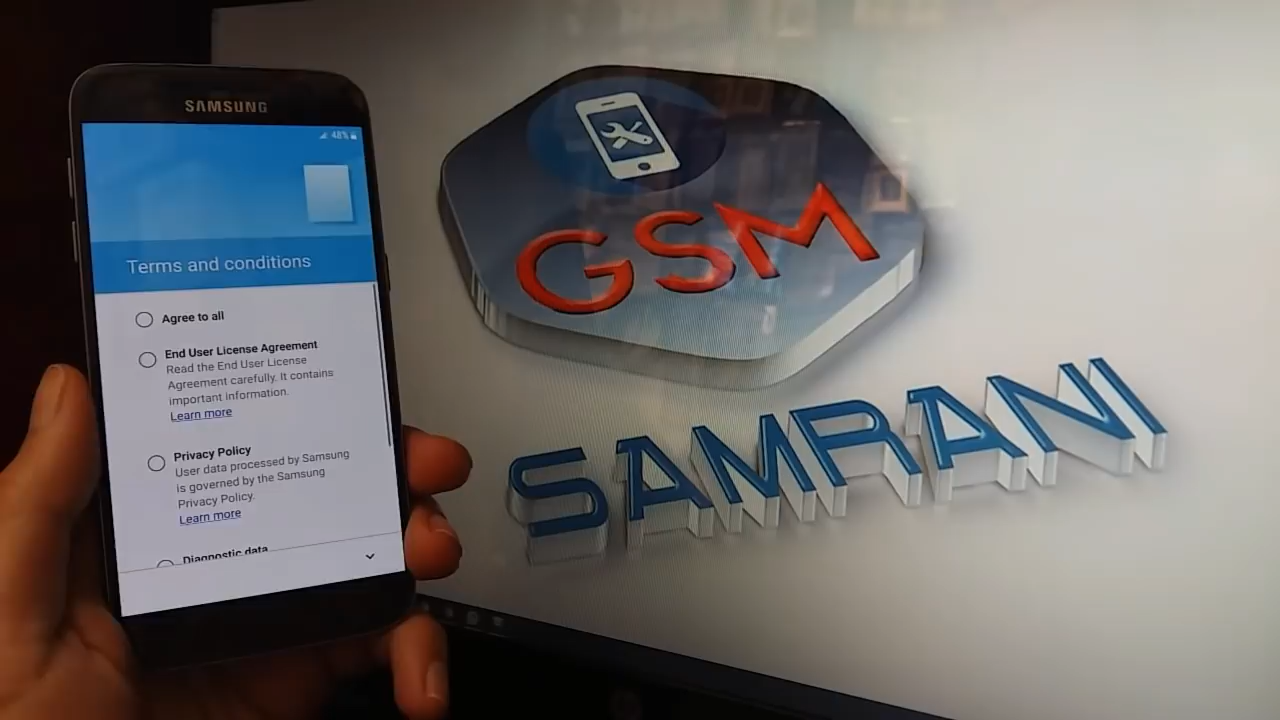 SAMSUNG
48%
Terms and conditions
Agree to all
End User License Agreement
Read the End User License
Agreement carefully. It contains
important information.
Learn more
Privacy Policy
User data processed by Samsung
is governed by the Samsung
Privacy Policy.
Learn more
Diagnostic data
GSM
SAMRANI